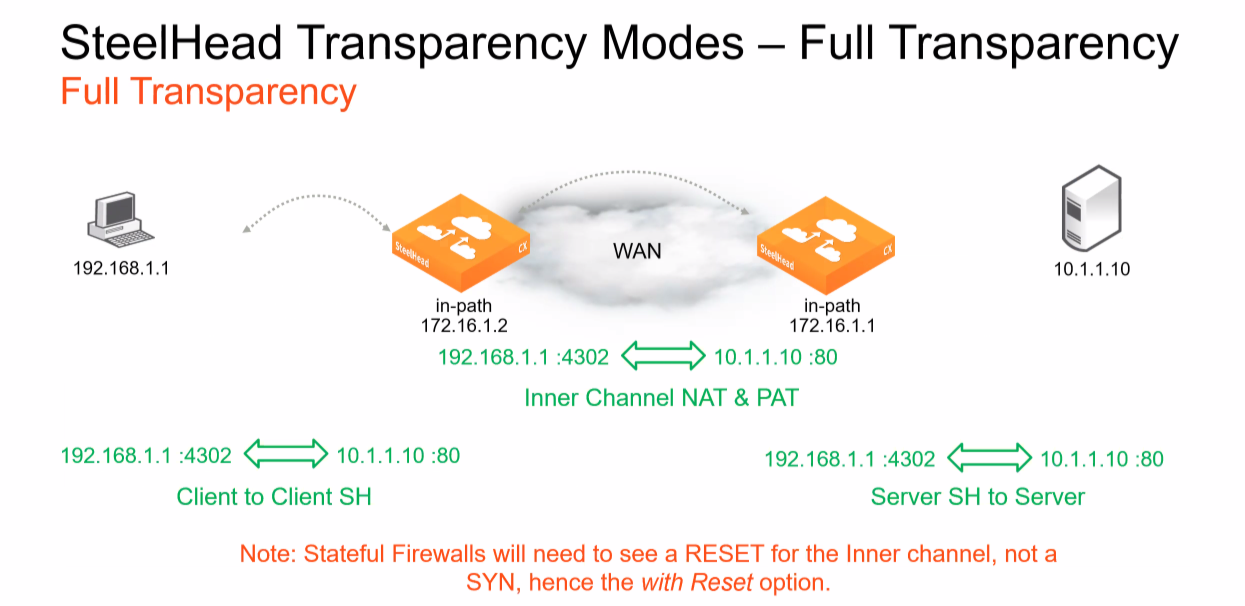 SteelHead Transparency Modes – Full Transparency
Full Transparency
192.168.1.1
SteelHead
CX
WAN
SteelHead
CX
10.1.1.10
in-path
172.16.1.2
in-path
172.16.1.1
192.168.1.1 :4302
10.1.1.10 :80
Inner Channel NAT & PAT
192.168.1.1 :4302
10.1.1.10 :80
Client to Client SH
192.168.1.1 :4302
10.1.1.10 :80
Server SH to Server
Note: Stateful Firewalls will need to see a RESET for the Inner channel, not a
SYN, hence the with Reset option.